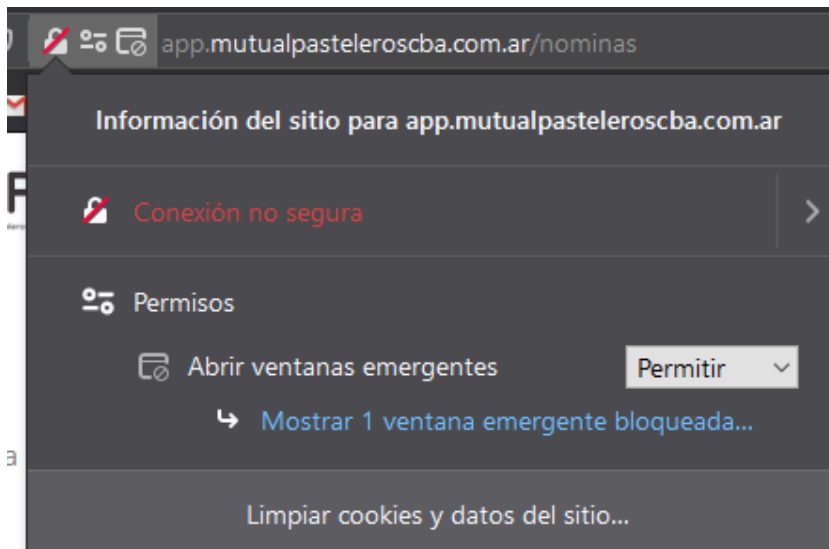 app.mutualpasteleroscba.com.ar/nominas
Información del sitio para app.mutualpasteleroscba.com.ar
Conexión no segura
Permisos
Abrir ventanas emergentes Permitir
Mostrar 1 ventana emergente bloqueada...
a
Limpiar cookies y datos del sitio...